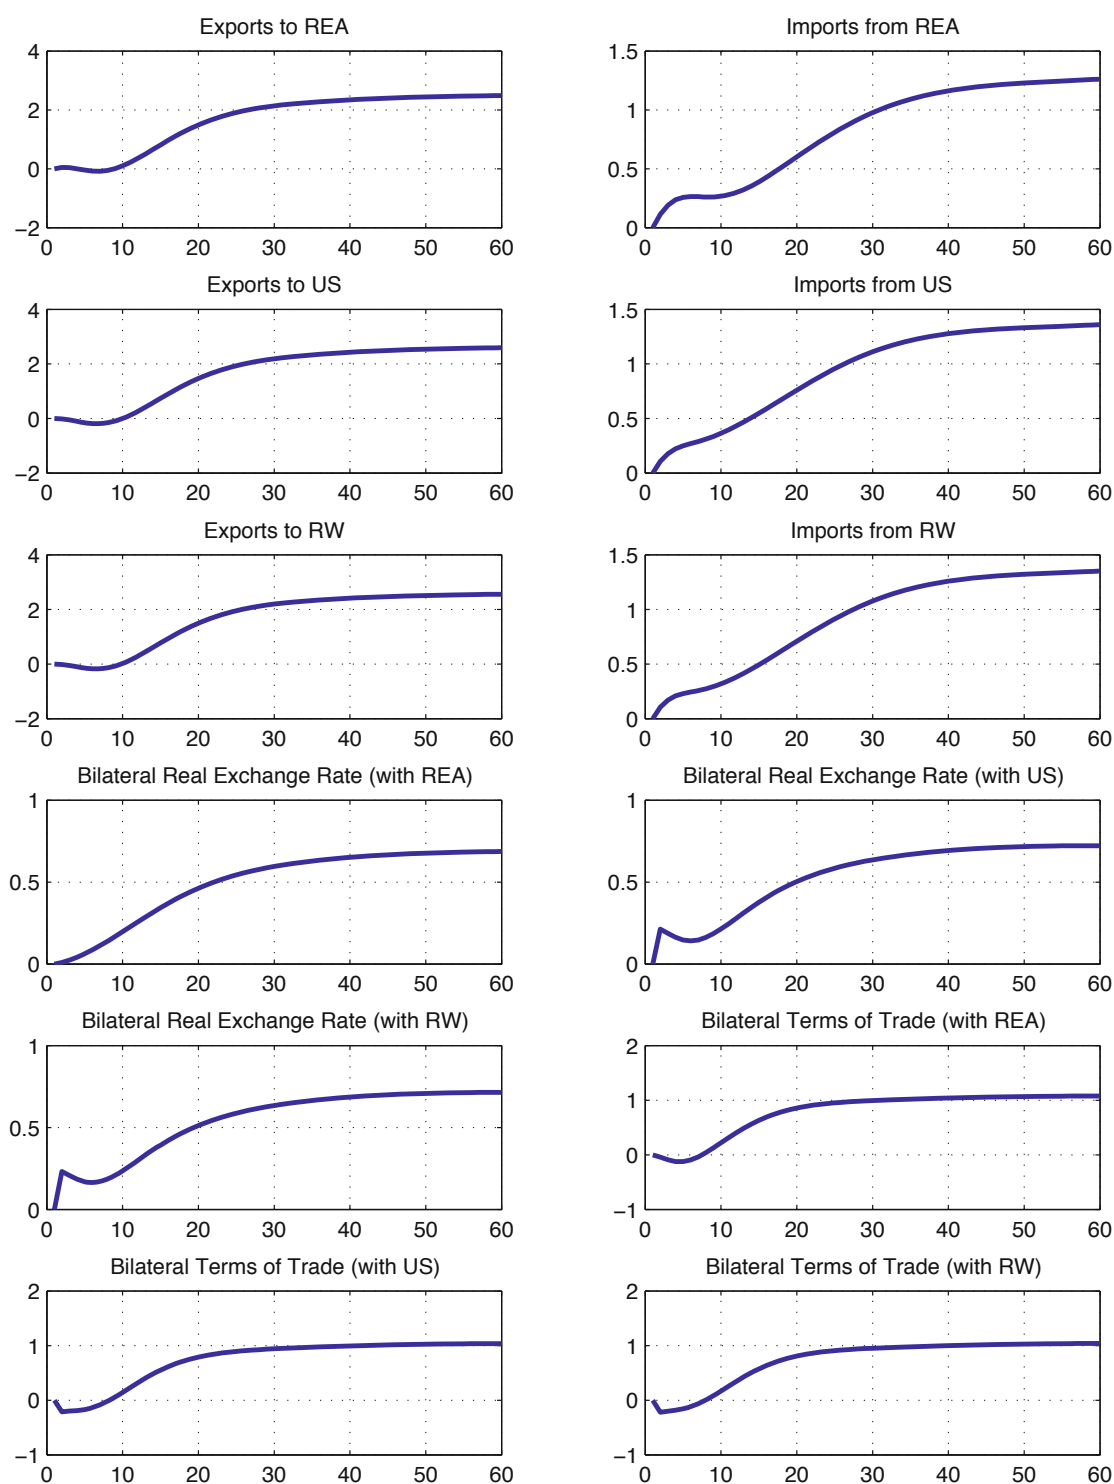 Exports to REA
Imports from REA
4
2
0
−2
0 10 20 30 40 50 60
1.5
1
0.5
0
0 10 20 30 40 50 60
Exports to US
Imports from US
4
2
0
−2
0 10 20 30 40 50 60
1.5
1
0.5
0
0 10 20 30 40 50 60
Exports to RW
Imports from RW
4
2
0
−2
0 10 20 30 40 50 60
1.5
1
0.5
0
0 10 20 30 40 50 60
Bilateral Real Exchange Rate (with REA)
Bilateral Real Exchange Rate (with US)
1
0.5
0
0 10 20 30 40 50 60
1
0.5
0
0 10 20 30 40 50 60
Bilateral Real Exchange Rate (with RW)
Bilateral Terms of Trade (with REA)
1
0.5
0
0 10 20 30 40 50 60
2
1
0
−1
0 10 20 30 40 50 60
Bilateral Terms of Trade (with US)
Bilateral Terms of Trade (with RW)
2
1
0
−1
0 10 20 30 40 50 60
2
1
0
−1
0 10 20 30 40 50 60